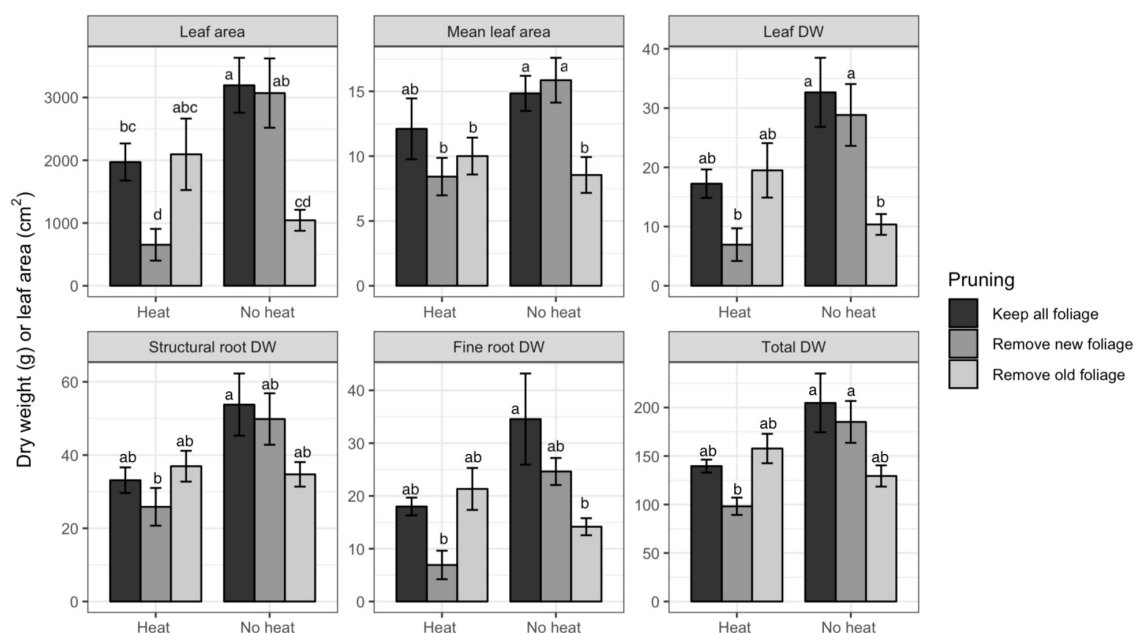 Leaf area
Mean leaf area
Leaf DW
Dry weight (g) or leaf area (cm²)
3000
2000
1000
0
bc
d
abc
a
ab
cd
Heat
No heat
15
10
5
0
ab
b
b
a
a
b
Heat
No heat
40
30
20
10
0
ab
b
ab
a
a
b
Heat
No heat
Structural root DW
Fine root DW
Total DW
60
40
20
0
ab
b
ab
a
ab
ab
Heat
No heat
40
30
20
10
0
ab
b
ab
a
ab
b
Heat
No heat
200
150
100
50
0
ab
b
ab
a
a
ab
Heat
No heat
Pruning
Keep all foliage
Remove new foliage
Remove old foliage